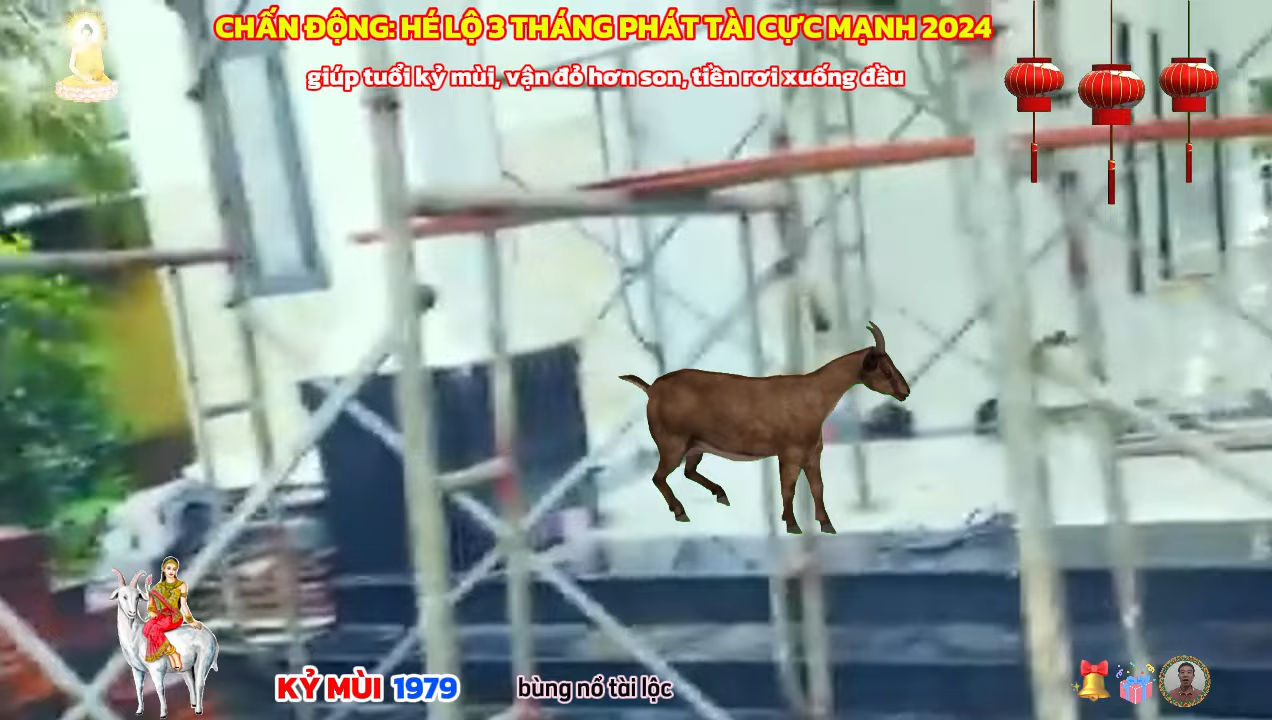 CHẤN ĐỘNG: HÉ LỘ 3 THÁNG PHÁT TÀI CỰC MẠNH 2024
giúp tuổi kỷ mùi, vận đỏ hơn son, tiền rơi xuống đầu
KỶ MÙI 1979 bùng nổ tài lộc